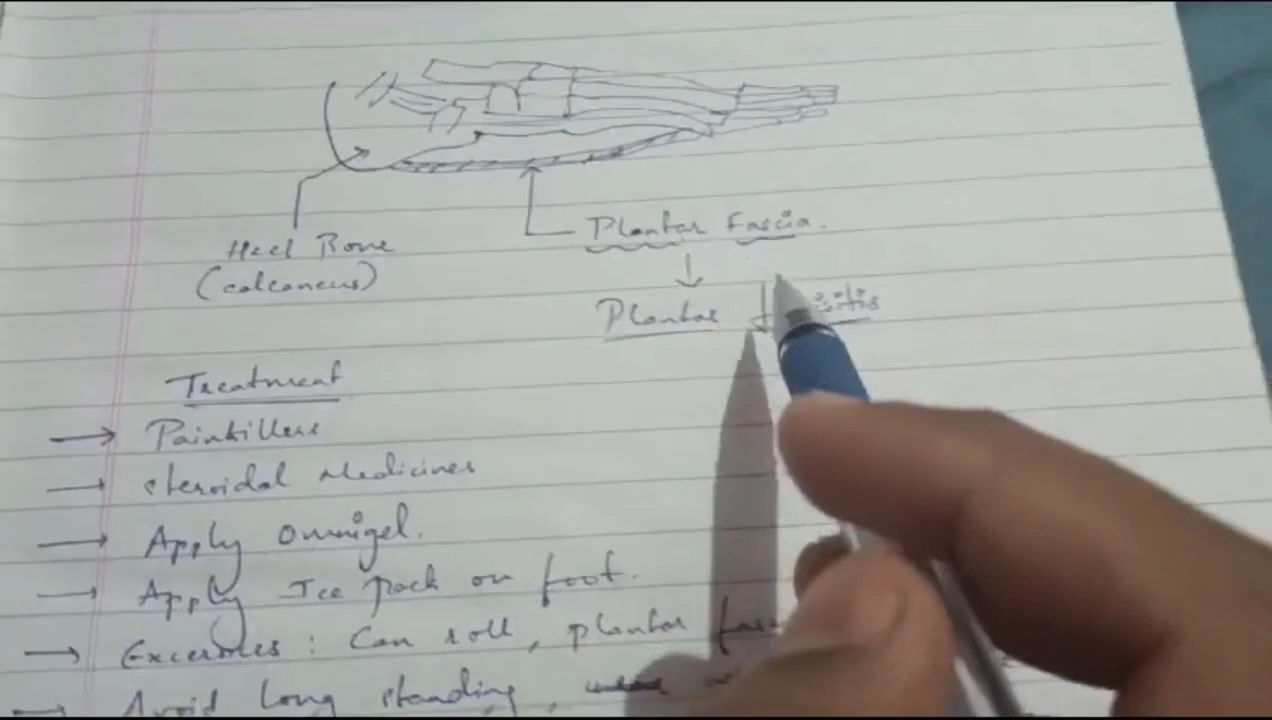 Plantar Fascia.
Heel Bone
(calcaneus)
Plantar
Treatment
→ Painkillers
→ steroidal Medicines
→ Apply Omnigel.
→ Apply Ice pack on foot.
→ Excersies : Can roll, plantar
→ Avoid long standing,